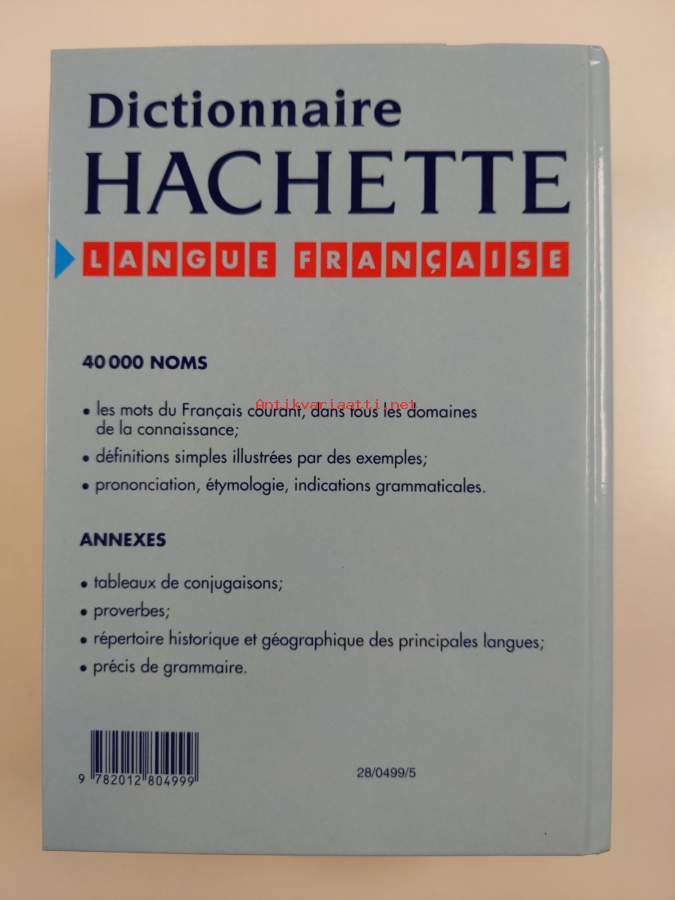 Dictionnaire
HACHETTE
LANGUE FRANÇAISE
40 000 NOMS
• les mots du Français courant, dans tous les domaines
de la connaissance;
Antikvariaatti.net
• définitions simples illustrées par des exemples;
• prononciation, étymologie, indications grammaticales.
ANNEXES
• tableaux de conjugaisons;
• proverbes;
• répertoire historique et géographique des principales langues;
• précis de grammaire.
9 782012 804999
28/0499/5